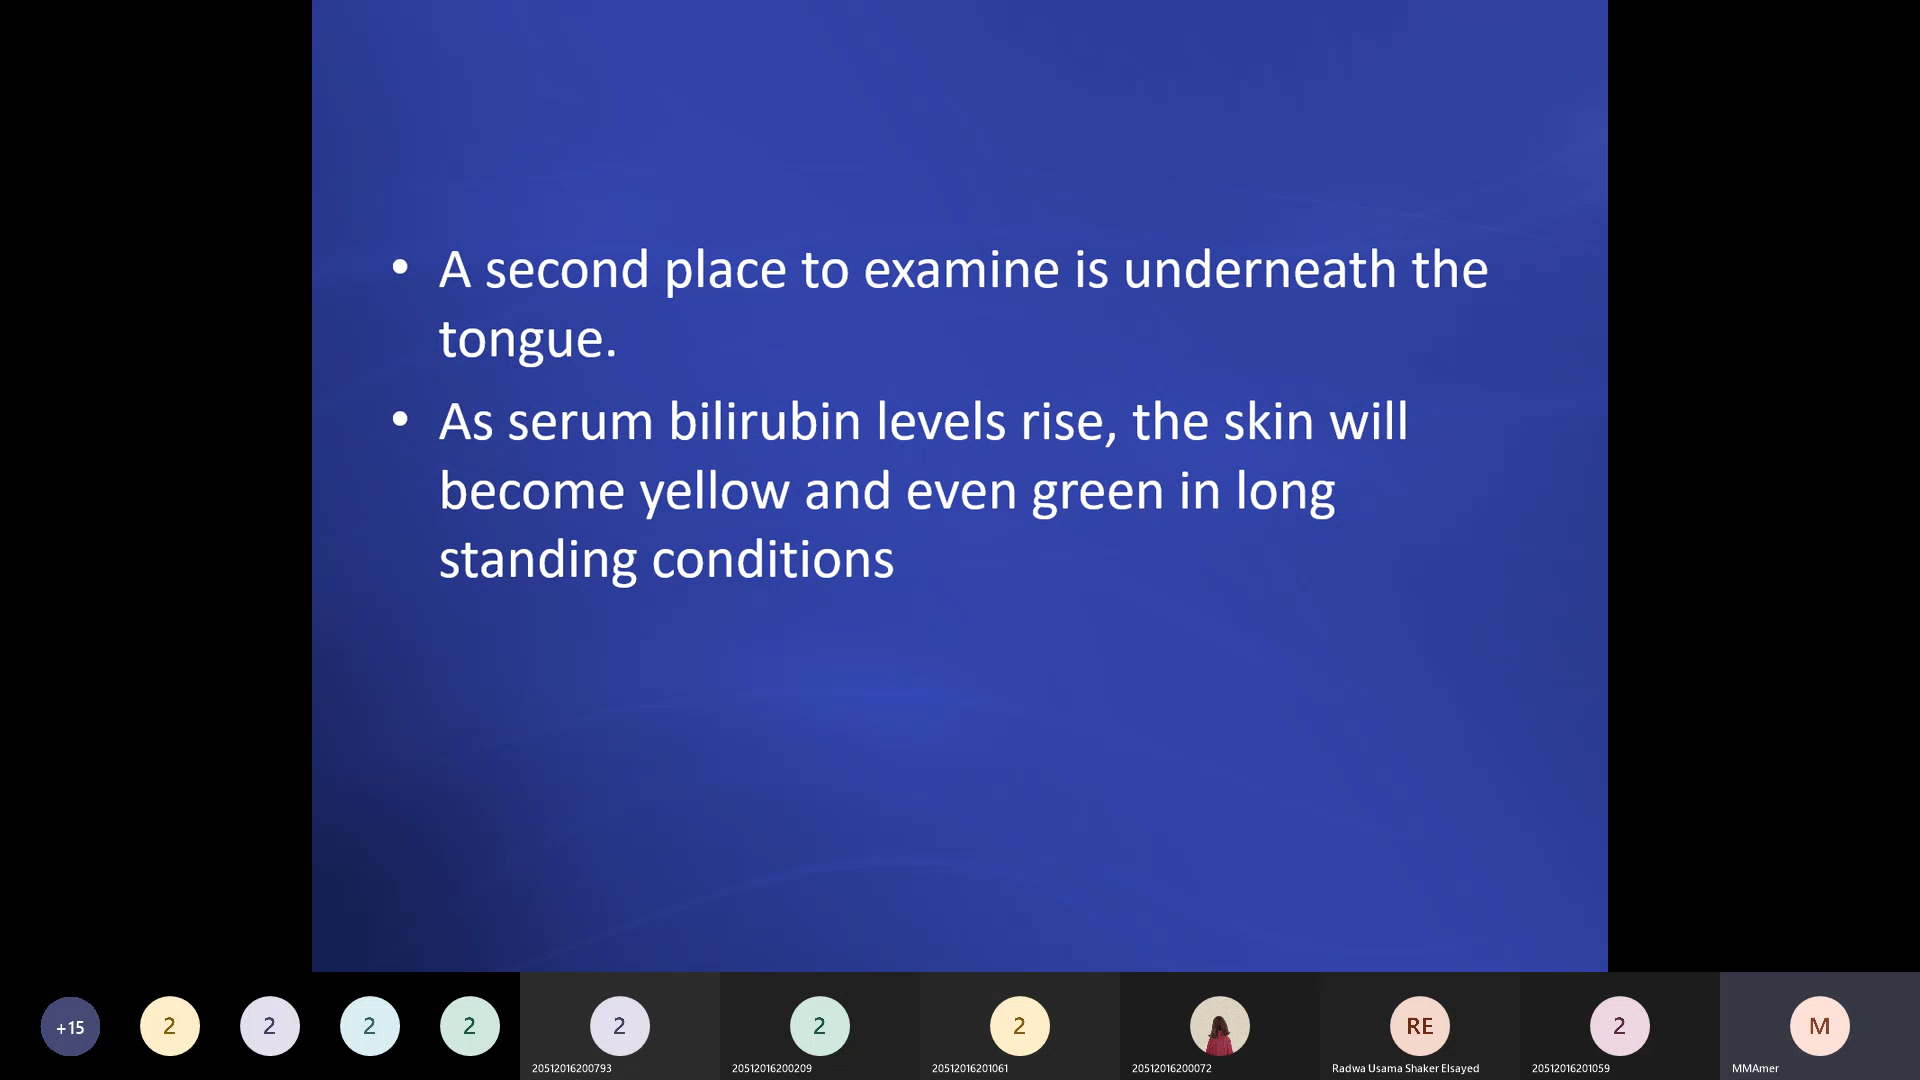 • A second place to examine is underneath the
tongue.
• As serum bilirubin levels rise, the skin will
become yellow and even green in long
standing conditions
+15
2
2
2
2
2
2
2
RE
2
M
20512016200793
20512016200209
20512016201061
20512016200072
Radwa Usama Shaker Elsayed
20512016201059
MMAmer